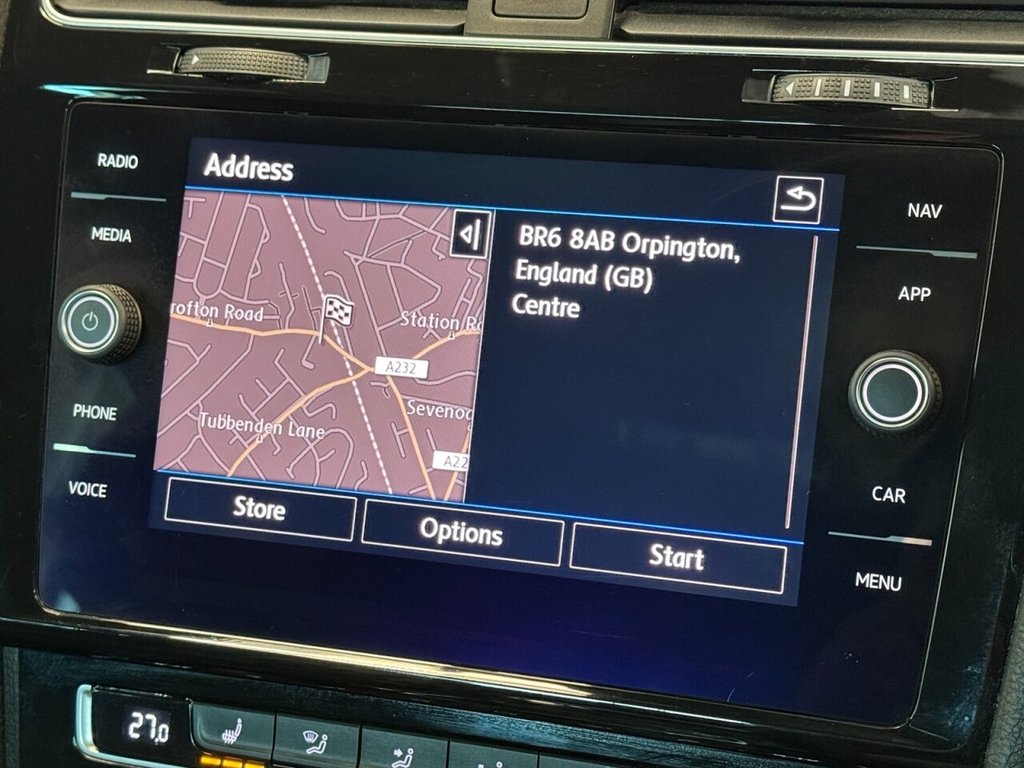 RADIO
MEDIA
PHONE
VOICE
Address
rofton Road
Station R
A232
Sevenoa
Tubbenden Lane
A22
BR6 8AB Orpington,
England (GB)
Centre
Store
Options
Start
NAV
APP
CAR
MENU
27.0